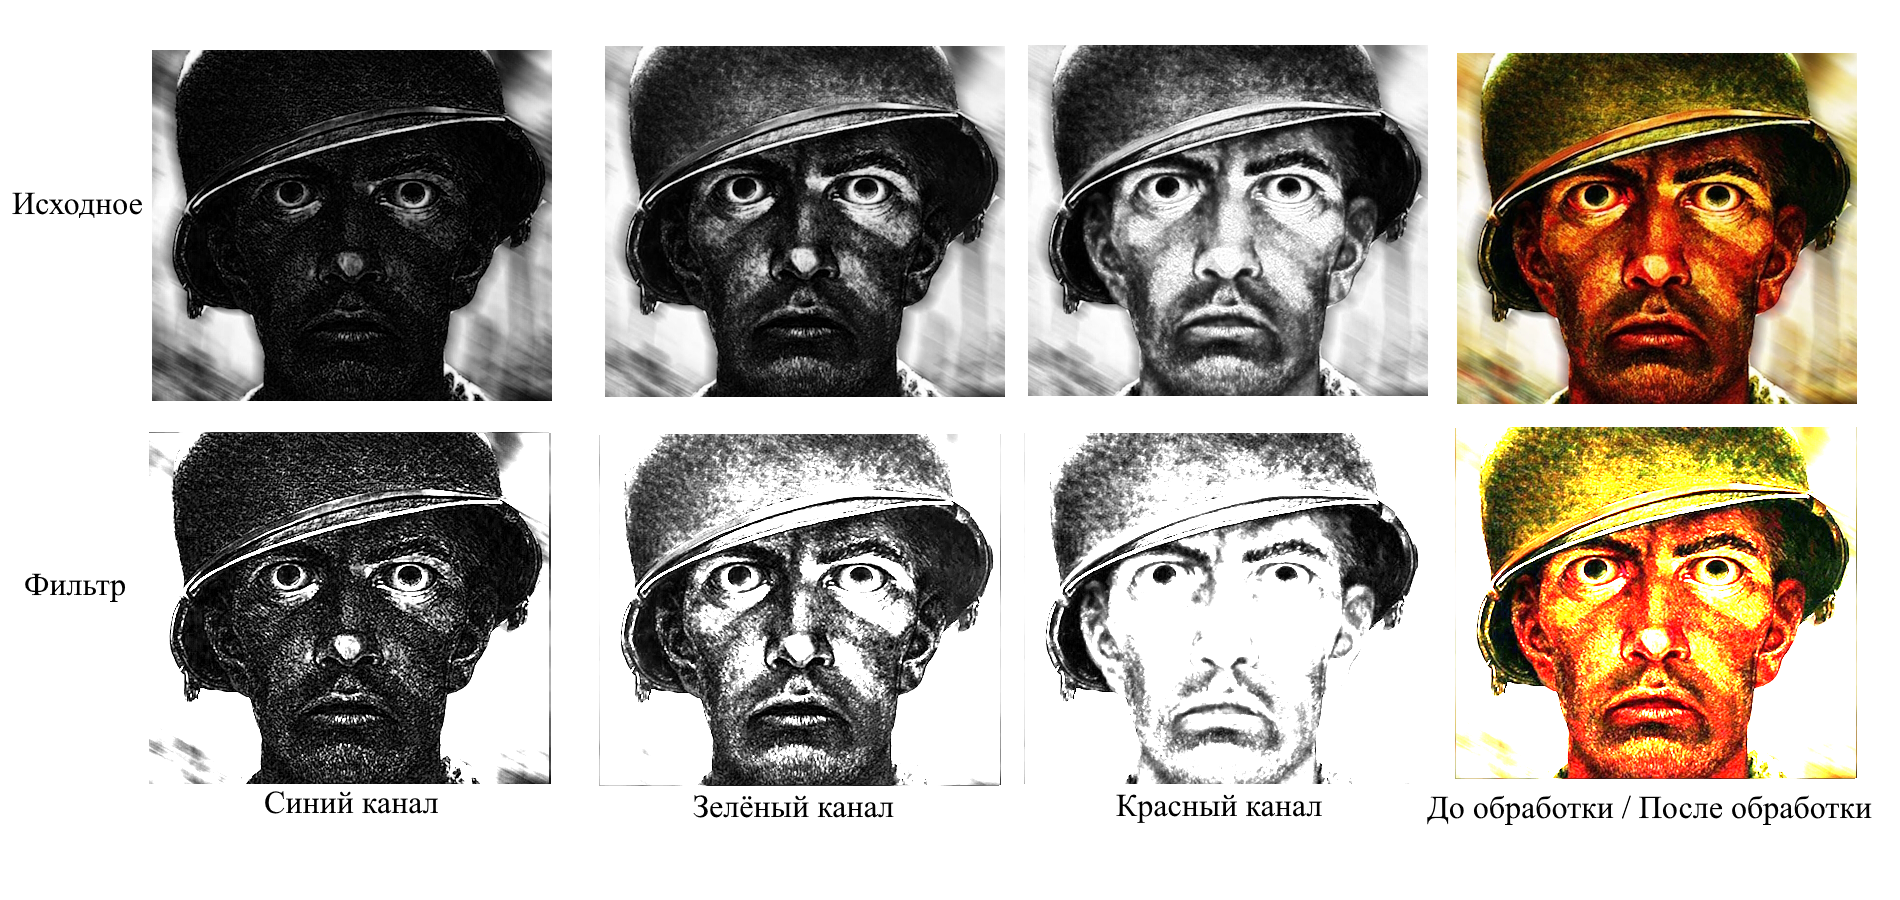 Исходное
Фильтр
Синий канал
Зелёный канал
Красный канал
До обработки / После обработки